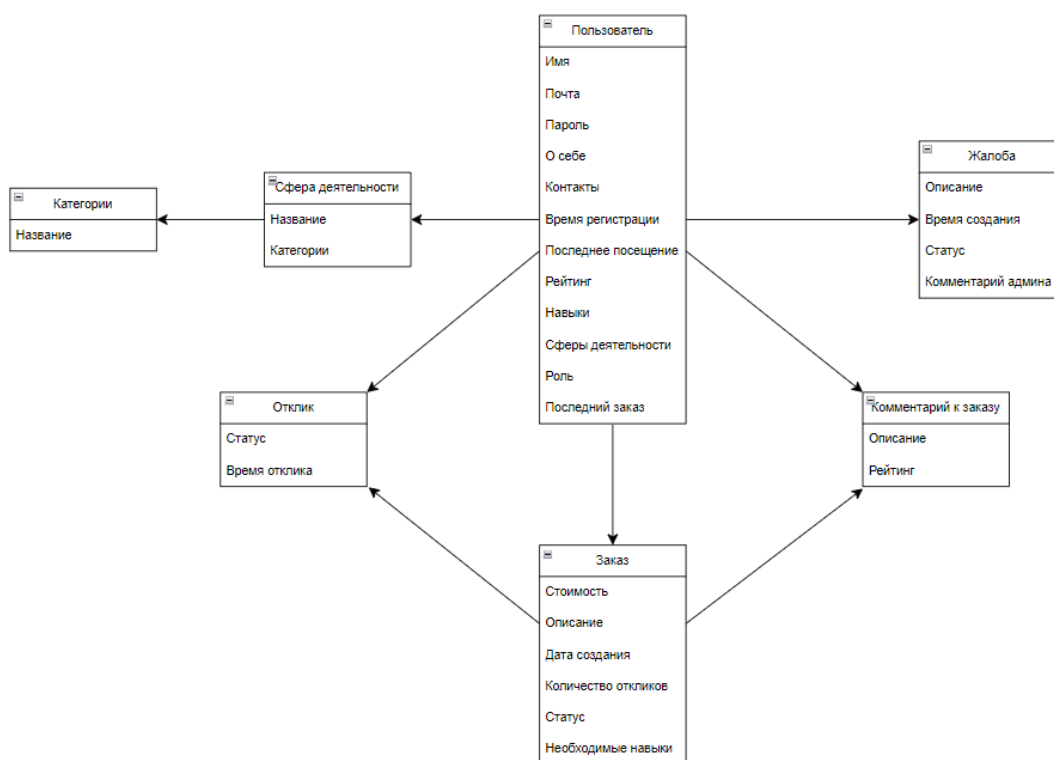 Пользователь
Имя
Почта
Пароль
О себе
Контакты
Время регистрации
Последнее посещение
Рейтинг
Навыки
Сферы деятельности
Роль
Последний заказ
Категории
Название
Сфера деятельности
Название
Категории
Жалоба
Описание
Время создания
Статус
Комментарий админа
Отклик
Статус
Время отклика
Комментарий к заказу
Описание
Рейтинг
Заказ
Стоимость
Описание
Дата создания
Количество откликов
Статус
Необходимые навыки